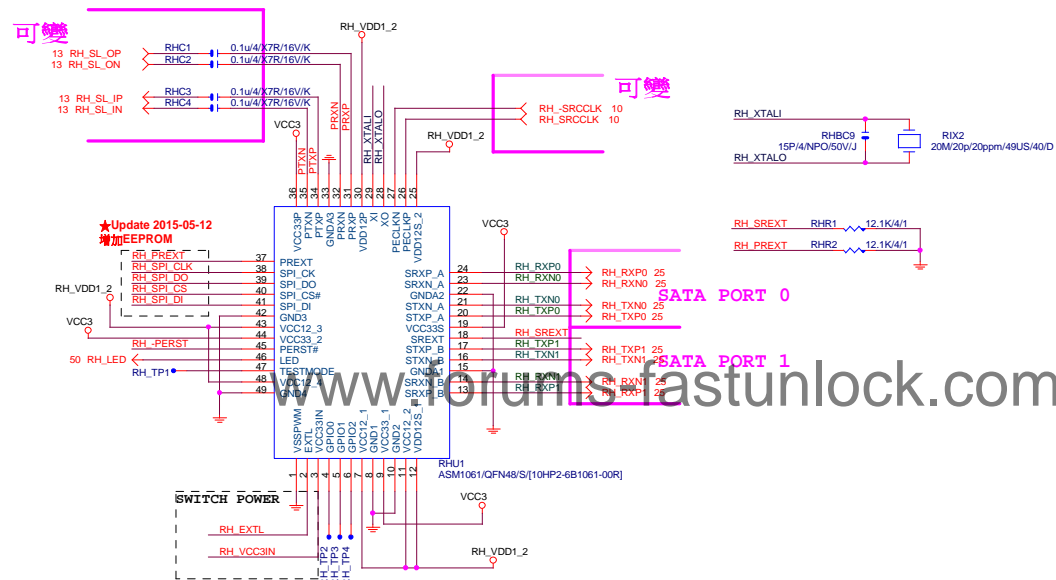 可變
13 RH_SL_OP
13 RH_SL_ON
13 RH_SL_IP
13 RH_SL_IN
RHC1 0.1u/4/X7R/16V/K
RHC2 0.1u/4/X7R/16V/K
RHC3 0.1u/4/X7R/16V/K
RHC4 0.1u/4/X7R/16V/K
RH_VDD1_2
可變
RH_-SRCCLK 10
RH_SRCCLK 10
RH_VDD1_2
VCC3
PTXN
PTXP
PRXN
PRXP
RH_XTALI
RH_XTALO
RH_XTALI
RHBC9
15P/4/NPO/50V/J
RIX2
20M/20p/20ppm/49US/40/D
RH_XTALO
36 35 34 33 32 31 30 29 28 27 26 25
VCC33P
PTXN
PTXP
GNDA3
PRXN
PRXP
VDD12P
XI
XO
PECLKN
PECLKP
VDD12S_2
★Update 2015-05-12
增加EEPROM
RH_PREXT 37 PREXT
RH_SPI_CLK 38 SPI_CK
RH_SPI_DO 39 SPI_DO
RH_SPI_CS 40 SPI_CS#
RH_SPI_DI 41 SPI_DI
42 GND3
43 VCC12_3
44 VCC33_2
RH_-PERST 45 PERST#
50 RH_LED 46 LED
RH_TP1 47 TESTMODE
48 VCC12_4
49 GND4
RH_VDD1_2
VCC3
VCC3
SRXP_A 24 RH_RXP0 RH_RXP0 25
SRXN_A 23 RH_RXN0 RH_RXN0 25
GNDA2 22
STXN_A 21 RH_TXN0 RH_TXN0 25
STXP_A 20 RH_TXP0 RH_TXP0 25
VCC33S 19
SREXT 18 RH_SREXT
STXP_B 17 RH_TXP1 RH_TXP1 25
STXN_B 16 RH_TXN1 RH_TXN1 25
GNDA1 15
SRXN_B 14 RH_RXN1 RH_RXN1 25
SRXP_B 13 RH_RXP1 RH_RXP1 25
SATA PORT 0
SATA PORT 1
RH_SREXT RHR1 12.1K/4/1
RH_PREXT RHR2 12.1K/4/1
www.forums-fastunlock.com
VSSPWM
EXTL
VCC33IN
GPIO0
GPIO1
GPIO2
VCC12_1
GND1
VCC33_1
GND2
VCC12_2
VDD12S_1
1 2 3 4 5 6 7 8 9 10 11 12
RHU1
ASM1061/QFN48/S/[10HP2-6B1061-00R]
SWITCH POWER
RH_EXTL
RH_VCC3IN
VCC3
RH_VDD1_2